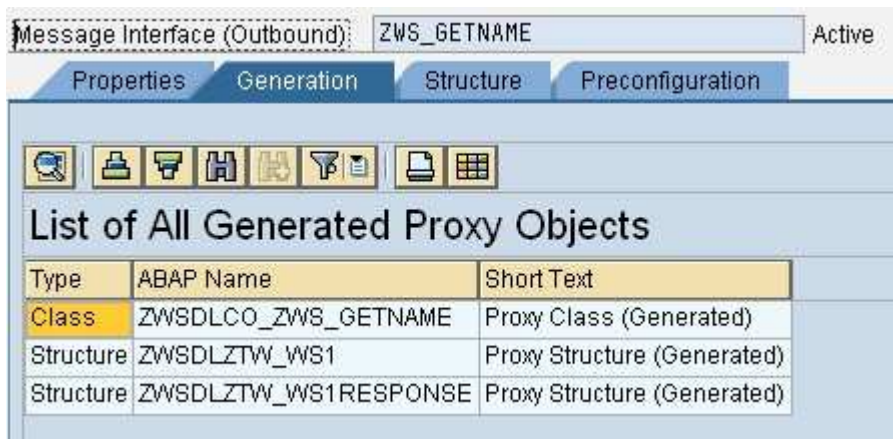 Message Interface (Outbound) ZWS_GETNAME Active
Properties Generation Structure Preconfiguration
List of All Generated Proxy Objects
Type ABAP Name Short Text
Class ZWSDLCO_ZWS_GETNAME Proxy Class (Generated)
Structure ZWSDLZTW_WS1 Proxy Structure (Generated)
Structure ZWSDLZTW_WS1RESPONSE Proxy Structure (Generated)